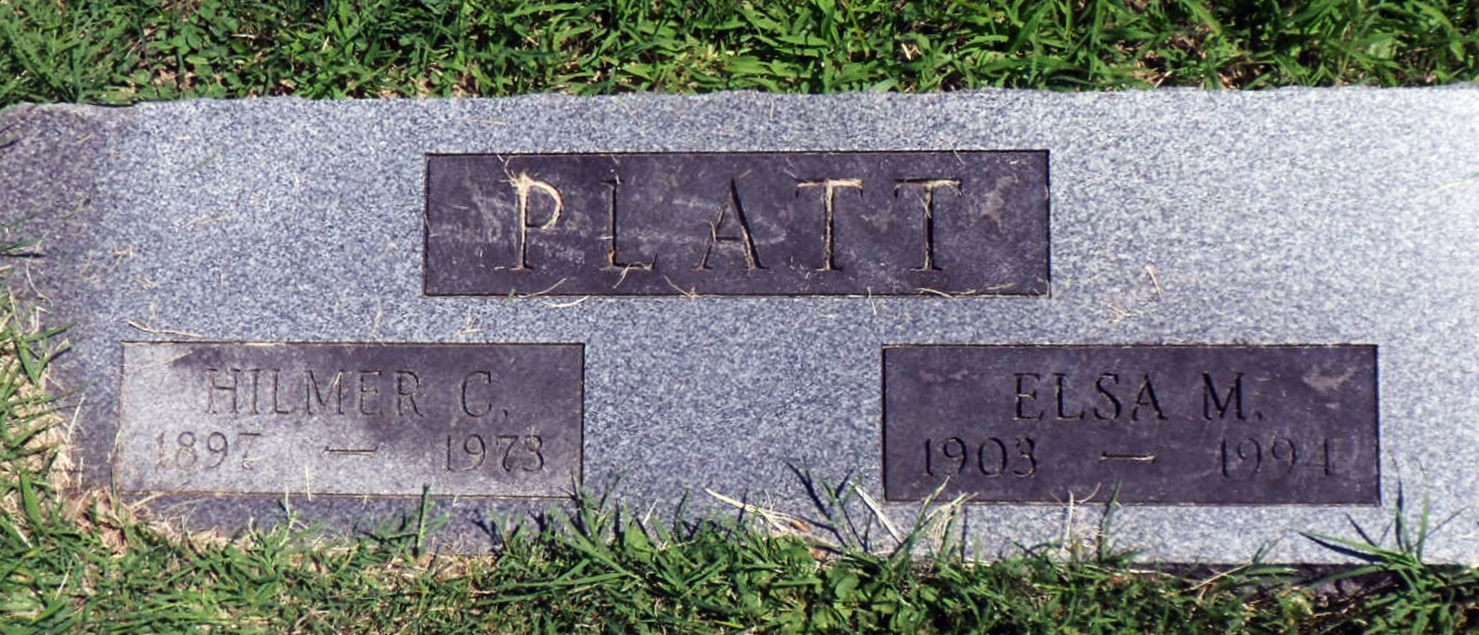 PLATT
HILMER C.
1897 — 1973
ELSA M.
1903 — 1994